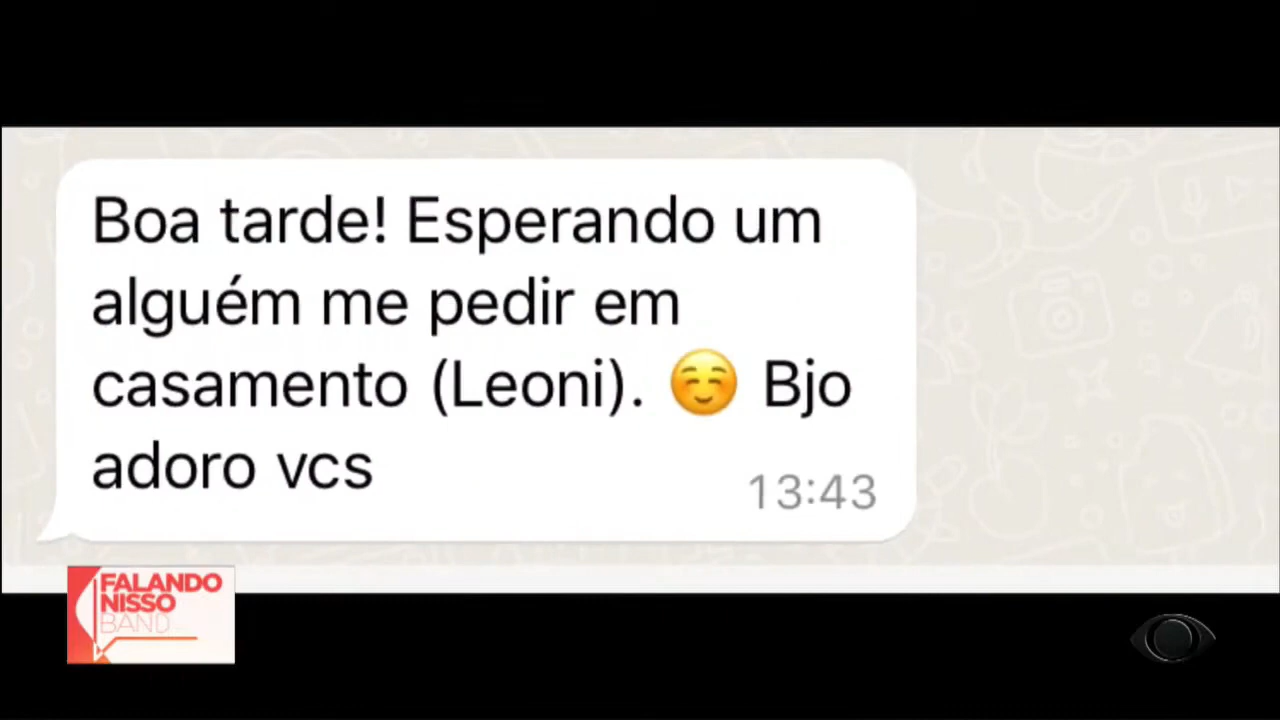 Boa tarde! Esperando um
alguém me pedir em
casamento (Leoni). ☺️ Bjo
adoro vcs
13:43
FALANDO
NISSO
BAND